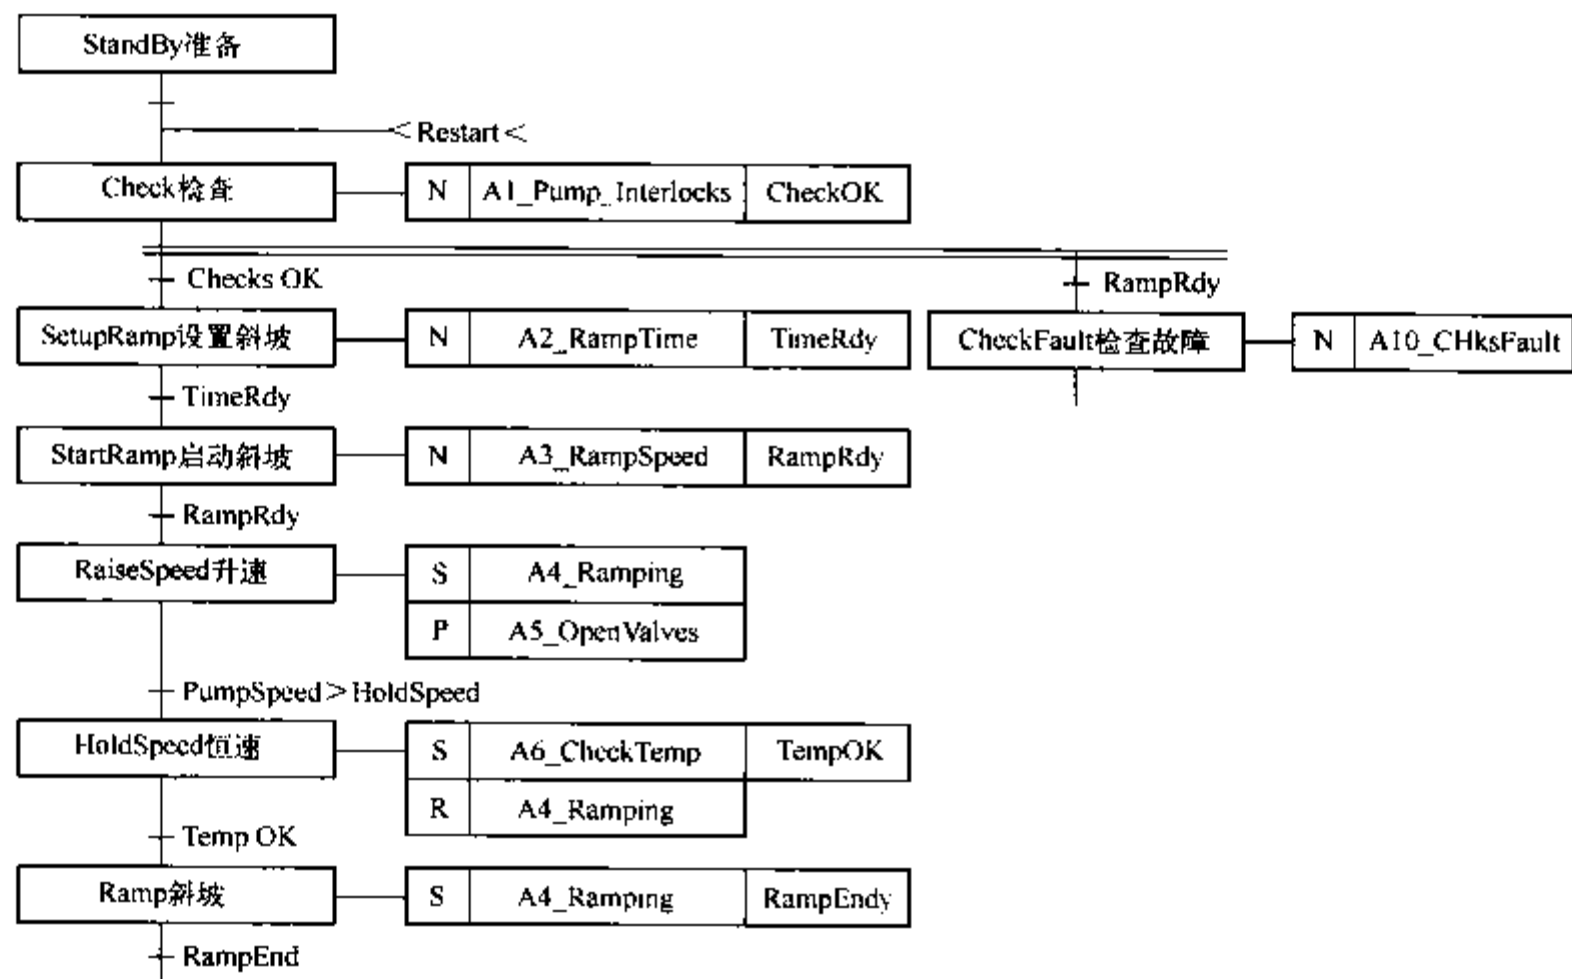 StandBy准备
< Restart <
Check检查 N A1_Pump_Interlocks CheckOK
Checks OK RampRdy
SetupRamp设置斜坡 N A2_RampTime TimeRdy CheckFault检查故障 N A10_CHksFault
TimeRdy
StartRamp启动斜坡 N A3_RampSpeed RampRdy
RampRdy
RaiseSpeed升速 S A4_Ramping
P A5_OpenValves
PumpSpeed>HoldSpeed
HoldSpeed恒速 S A6_CheckTemp TempOK
R A4_Ramping
Temp OK
Ramp斜坡 S A4_Ramping RampEndy
RampEnd